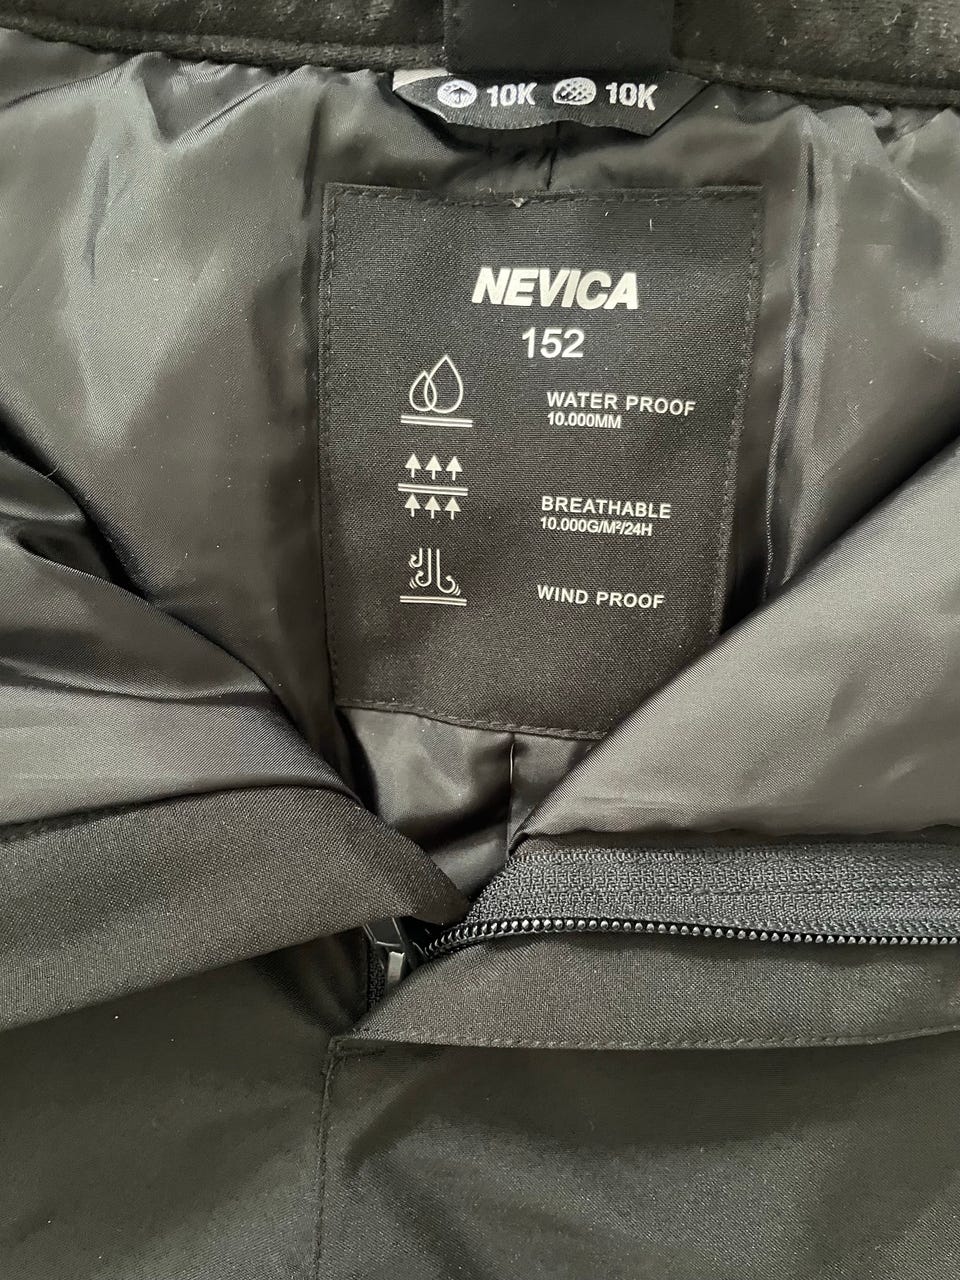 10K 10K
NEVICA
152
WATER PROOF
10.000MM
BREATHABLE
10.000G/M²/24H
WIND PROOF